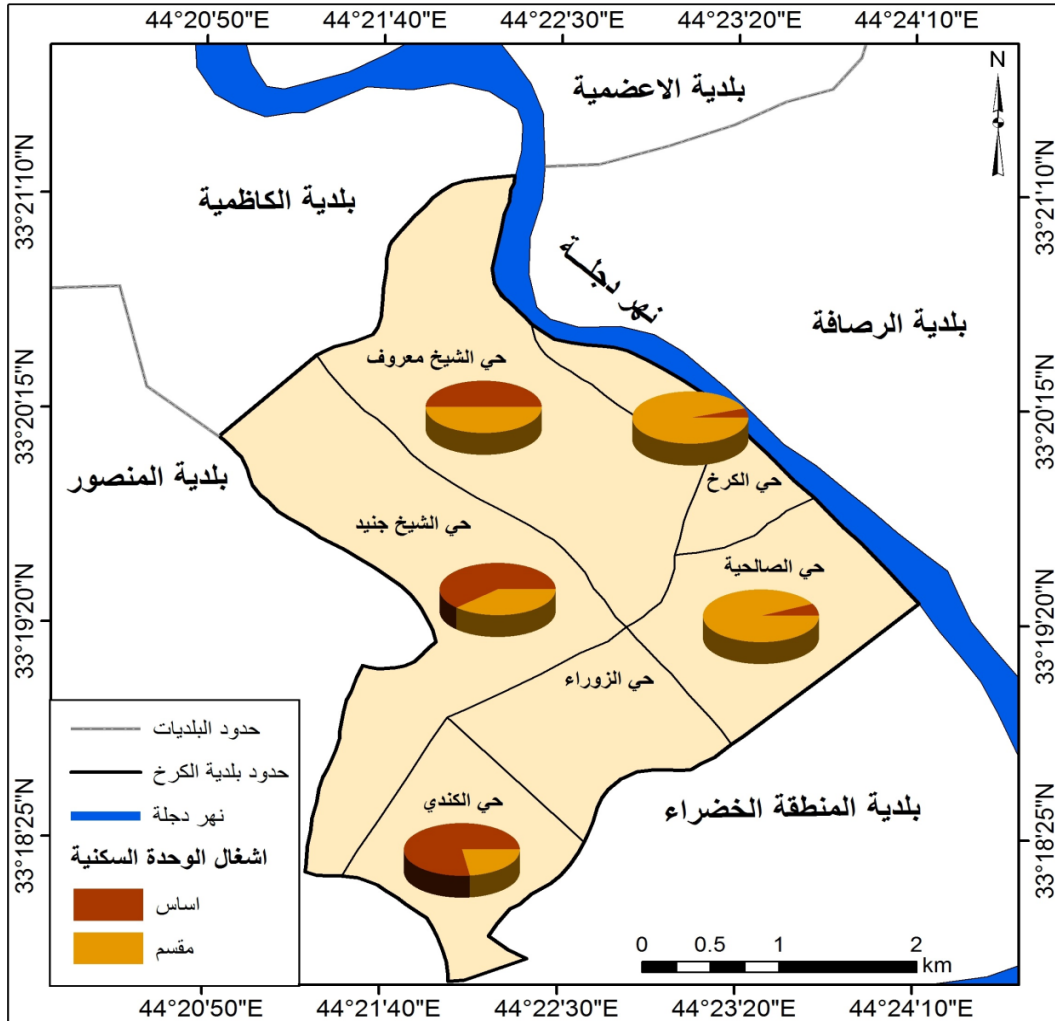 44°20'50"E 44°21'40"E 44°22'30"E 44°23'20"E 44°24'10"E
N
بلدية الاعضمية
33°21'10"N
33°21'10"N
بلدية الكاظمية
نهر دجلـــة
بلدية الرصافة
حي الشيخ معروف
33°20'15"N
33°20'15"N
بلدية المنصور
حي الكرخ
حي الشيخ جنيد
حي الصالحية
33°19'20"N
33°19'20"N
حي الزوراء
حدود البلديات
حدود بلدية الكرخ
نهر دجلة
حي الكندي
بلدية المنطقة الخضراء
33°18'25"N
33°18'25"N
اشغال الوحدة السكنية
اساس
مقسم
0 0.5 1 2
km
44°20'50"E 44°21'40"E 44°22'30"E 44°23'20"E 44°24'10"E